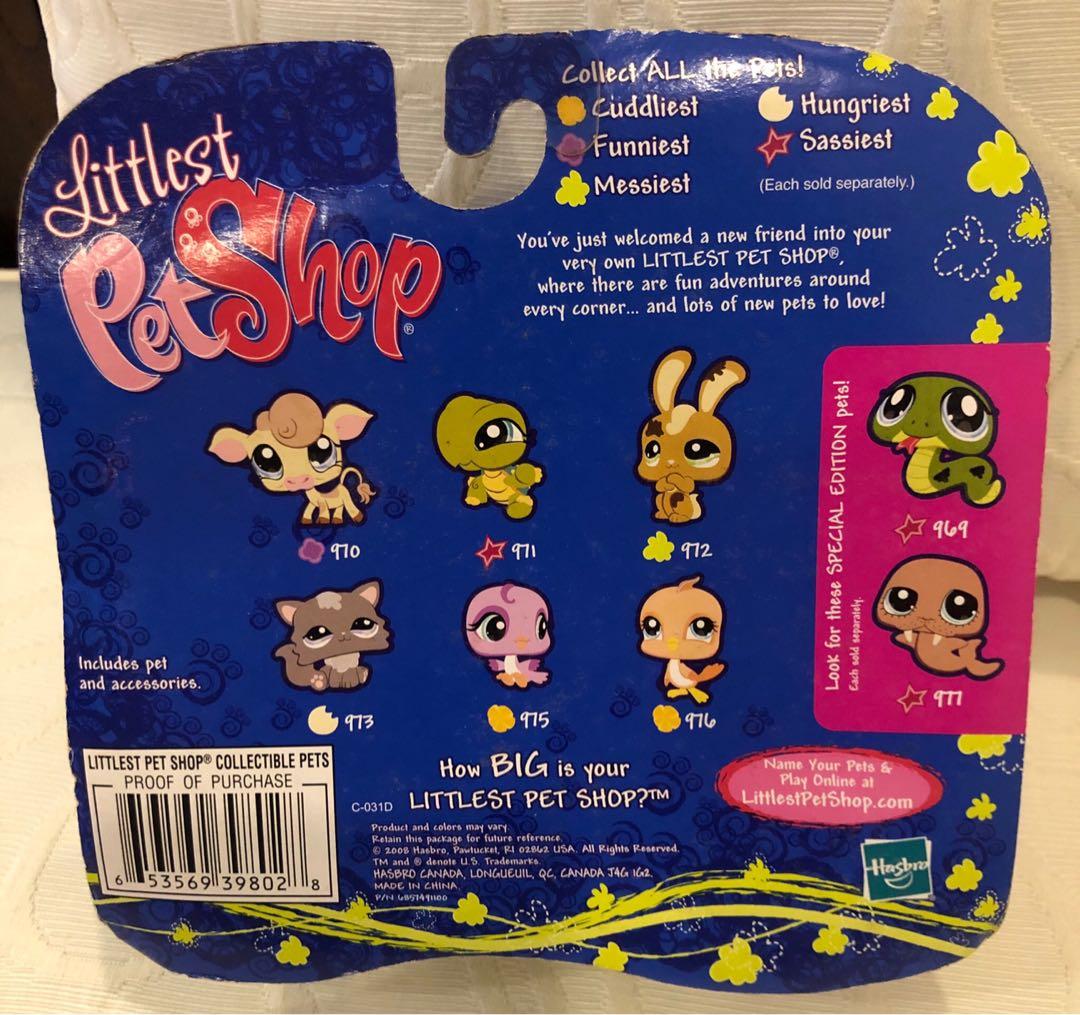 Littlest
PetShop®
Collect ALL the Pets!
Cuddliest
Hungriest
Funniest
Sassiest
Messiest
(Each sold separately.)
You've just welcomed a new friend into your
very own LITTLEST PET SHOP®,
where there are fun adventures around
every corner... and lots of new pets to love!
970
971
972
973
975
976
Look for these SPECIAL EDITION pets!
Each sold separately.
969
977
Includes pet
and accessories.
LITTLEST PET SHOP® COLLECTIBLE PETS
PROOF OF PURCHASE
6 53569 39802 8
How BIG is your
LITTLEST PET SHOP?™
C-031D
Product and colors may vary.
Retain this package for future reference.
© 2008 Hasbro, Pawtucket, RI 02862 USA. All Rights Reserved.
TM and ® denote U.S. Trademarks.
HASBRO CANADA, LONGUEUIL, QC, CANADA J4G 1G2.
MADE IN CHINA.
P/N 6857491100
Name Your Pets &
Play Online at
LittlestPetShop.com
Hasbro